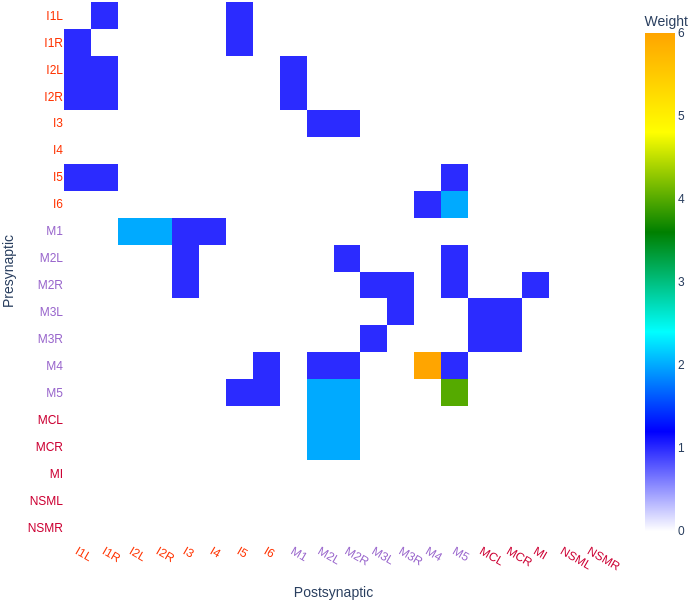 Weight
I1L
I1R
I2L
I2R
I3
I4
I5
I6
M1
M2L
M2R
M3L
M3R
M4
M5
MCL
MCR
MI
NSML
NSMR
Presynaptic
6
5
4
3
2
1
0
I1L I1R I2L I2R I3 I4 I5 I6 M1 M2L M2R M3L M3R M4 M5 MCL MCR MI NSML NSMR
Postsynaptic